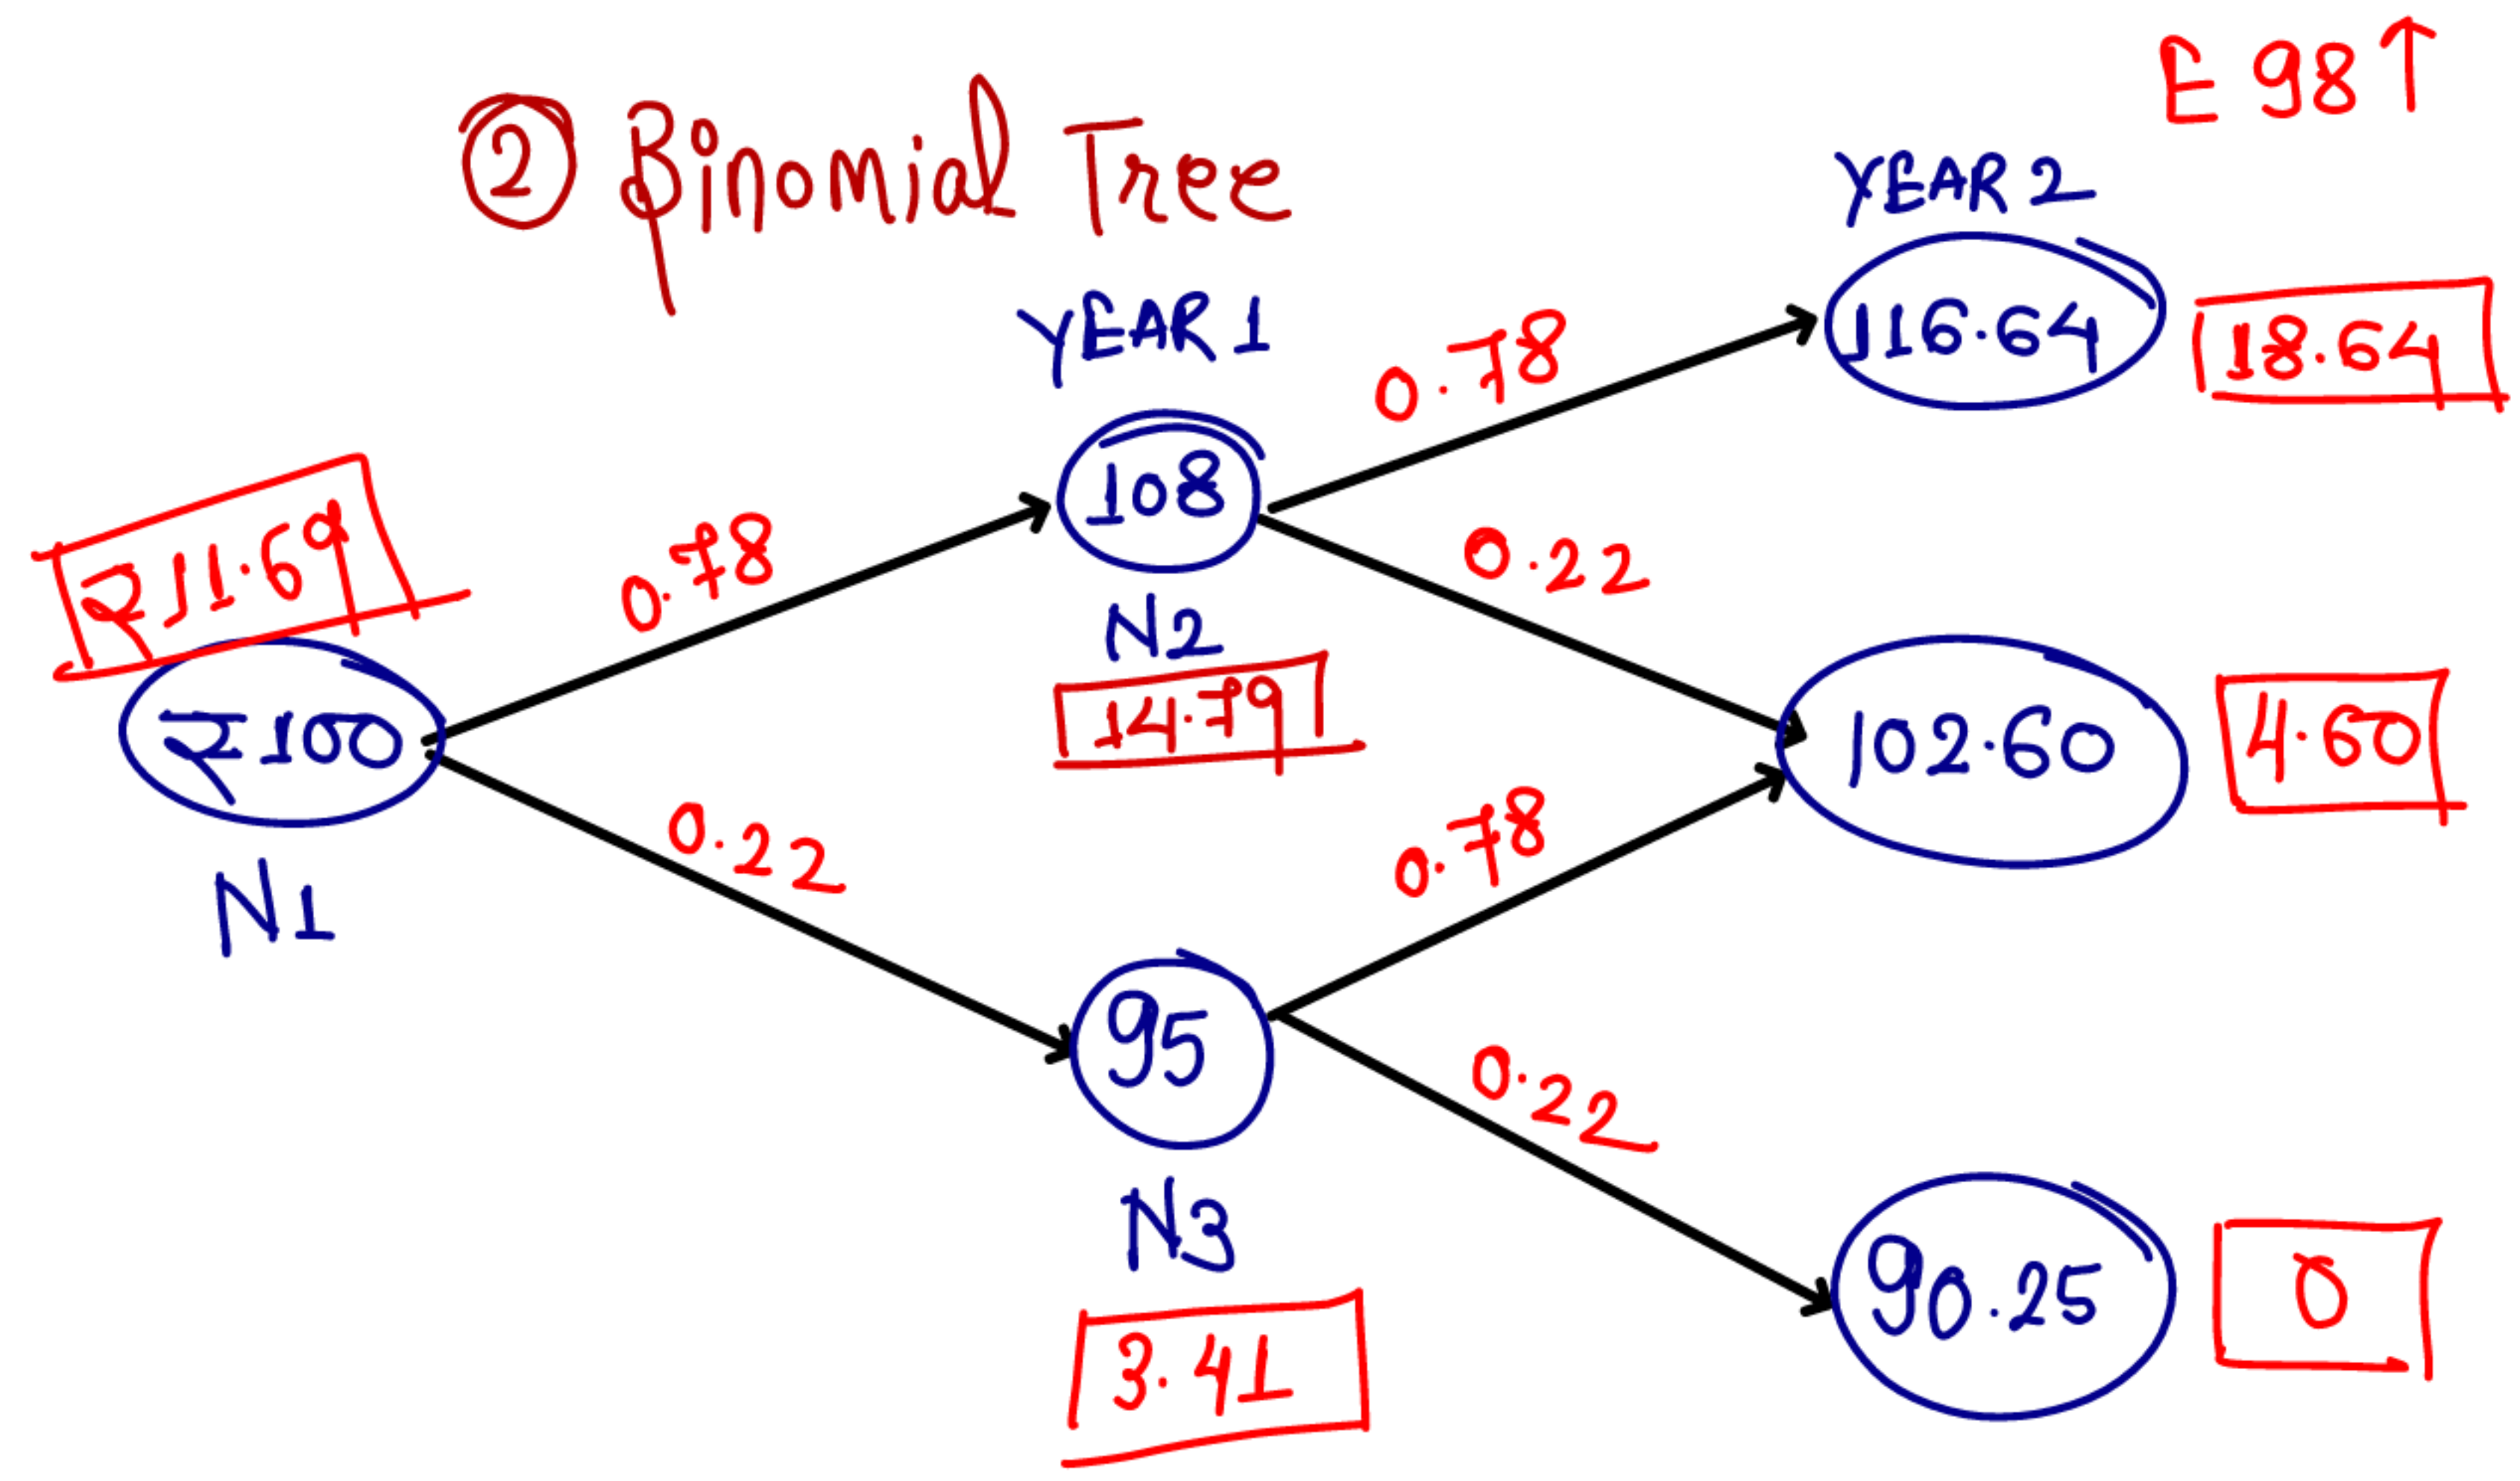 E 98↑
② Binomial Tree
YEAR 2
116.64
18.64
YEAR 1
0.78
108
₹11.69
0.78
0.22
N2
14.79
₹100
102.60
4.60
0.22
0.78
N1
95
0.22
N3
90.25
0
3.41